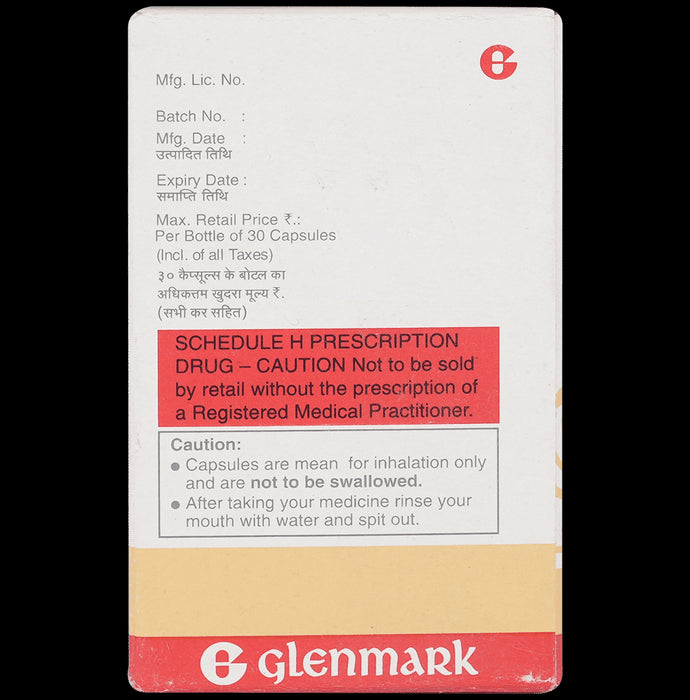 Mfg. Lic. No.
Batch No. :
Mfg. Date :
उत्पादित तिथि
Expiry Date :
समाप्ति तिथि
Max. Retail Price ₹.:
Per Bottle of 30 Capsules
(Incl. of all Taxes)
३० कैप्सूल्स के बोटल का
अधिकत्तम खुदरा मूल्य ₹.
(सभी कर सहित)
SCHEDULE H PRESCRIPTION
DRUG – CAUTION Not to be sold
by retail without the prescription of
a Registered Medical Practitioner.
Caution:
● Capsules are mean for inhalation only
and are not to be swallowed.
● After taking your medicine rinse your
mouth with water and spit out.
GLENMARK